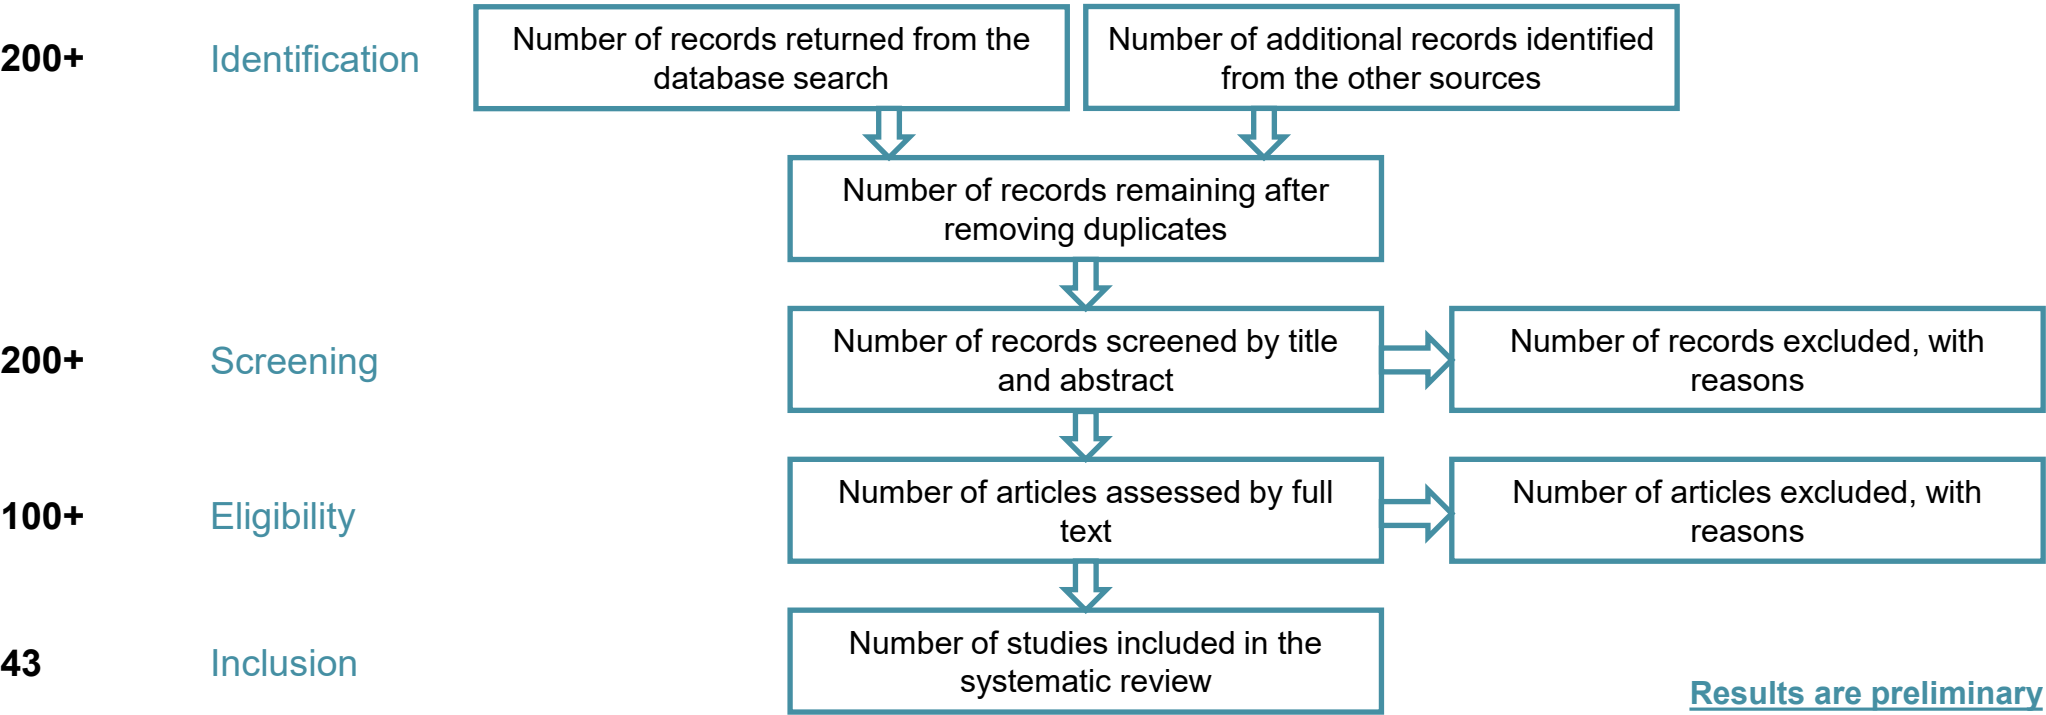 200+
Identification
Number of records returned from the
database search
Number of additional records identified
from the other sources
Number of records remaining after
removing duplicates
200+
Screening
Number of records screened by title
and abstract
Number of records excluded, with
reasons
100+
Eligibility
Number of articles assessed by full
text
Number of articles excluded, with
reasons
43
Inclusion
Number of studies included in the
systematic review
Results are preliminary